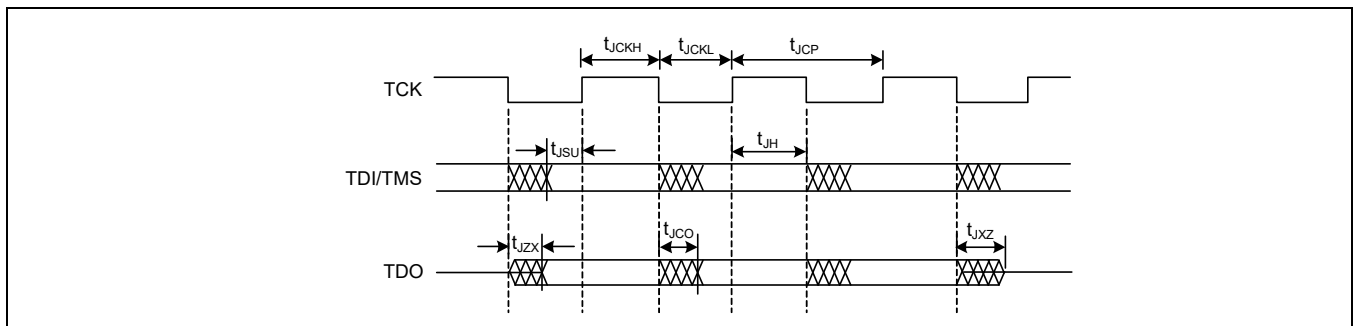 tJCKH tJCKL tJCP
TCK
tJSU tJH
TDI/TMS
tJZX tJCO tJXZ
TDO